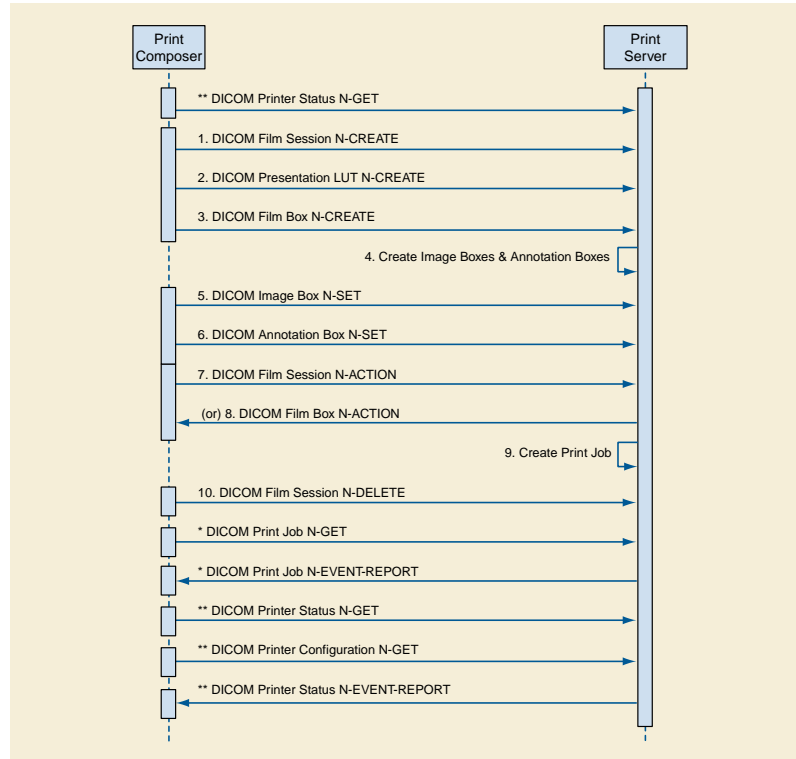 Print
Composer
Print
Server
** DICOM Printer Status N-GET
1. DICOM Film Session N-CREATE
2. DICOM Presentation LUT N-CREATE
3. DICOM Film Box N-CREATE
4. Create Image Boxes & Annotation Boxes
5. DICOM Image Box N-SET
6. DICOM Annotation Box N-SET
7. DICOM Film Session N-ACTION
(or) 8. DICOM Film Box N-ACTION
9. Create Print Job
10. DICOM Film Session N-DELETE
* DICOM Print Job N-GET
* DICOM Print Job N-EVENT-REPORT
** DICOM Printer Status N-GET
** DICOM Printer Configuration N-GET
** DICOM Printer Status N-EVENT-REPORT